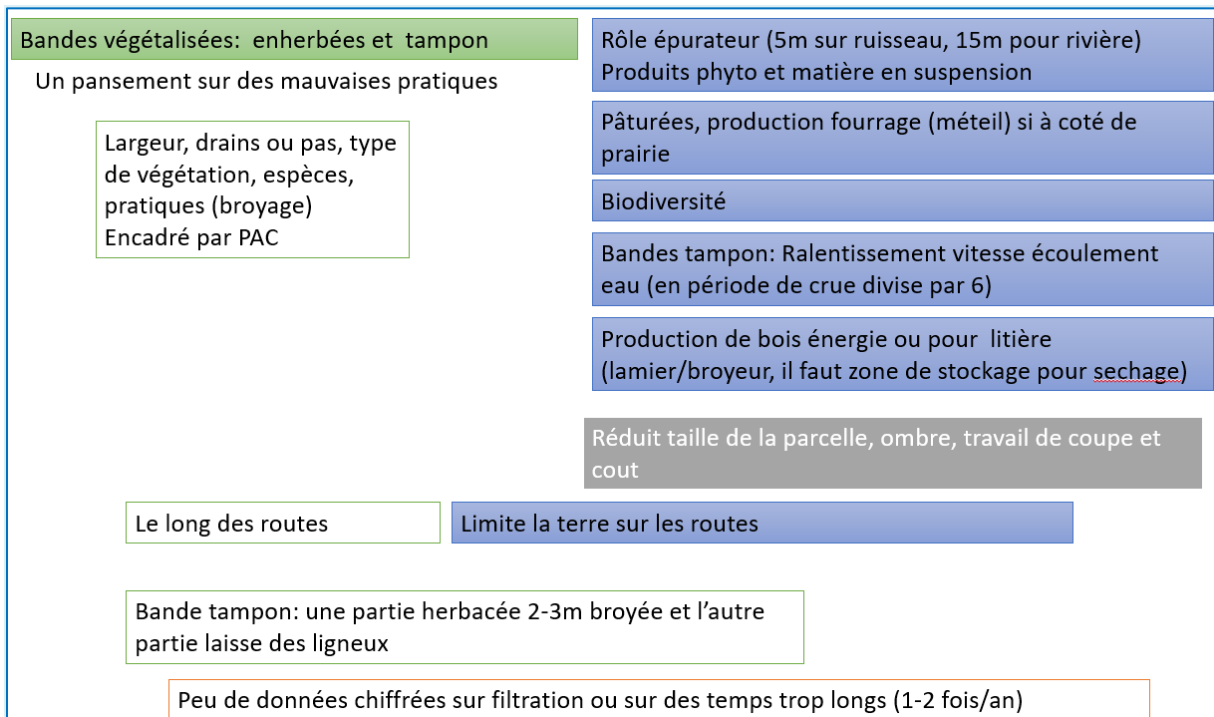 Bandes végétalisées: enherbées et tampon
Un pansement sur des mauvaises pratiques
Largeur, drains ou pas, type
de végétation, espèces,
pratiques (broyage)
Encadré par PAC
Rôle épurateur (5m sur ruisseau, 15m pour rivière)
Produits phyto et matière en suspension
Pâturées, production fourrage (méteil) si à coté de
prairie
Biodiversité
Bandes tampon: Ralentissement vitesse écoulement
eau (en période de crue divise par 6)
Production de bois énergie ou pour litière
(lamier/broyeur, il faut zone de stockage pour sechage)
Réduit taille de la parcelle, ombre, travail de coupe et
cout
Le long des routes
Limite la terre sur les routes
Bande tampon: une partie herbacée 2-3m broyée et l’autre
partie laisse des ligneux
Peu de données chiffrées sur filtration ou sur des temps trop longs (1-2 fois/an)